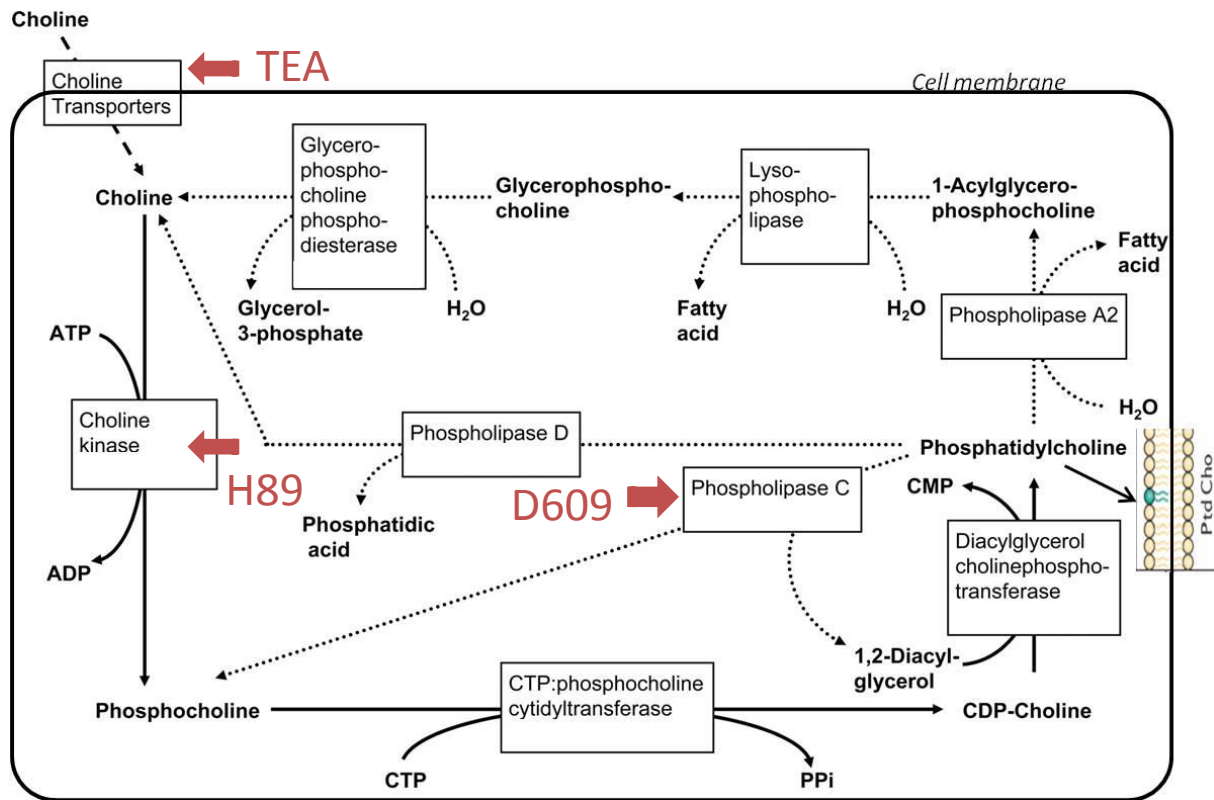 Choline
Choline
Transporters
TEA
Cell membrane
Choline
Glycero-
phospho-
choline
phospho-
diesterase
Glycerophospho-
choline
Lyso-
phospho-
lipase
1-Acylglycero-
phosphocholine
Fatty
acid
Glycerol-
3-phosphate
H2O
Fatty
acid
H2O
Phospholipase A2
H2O
ATP
Choline
kinase
H89
ADP
Phospholipase D
Phosphatidic
acid
D609
Phospholipase C
Phosphatidylcholine
CMP
Diacylglycerol
cholinephospho-
transferase
Ptd Cho
1,2-Diacyl-
glycerol
Phosphocholine
CTP:phosphocholine
cytidyltransferase
CDP-Choline
CTP
PPi